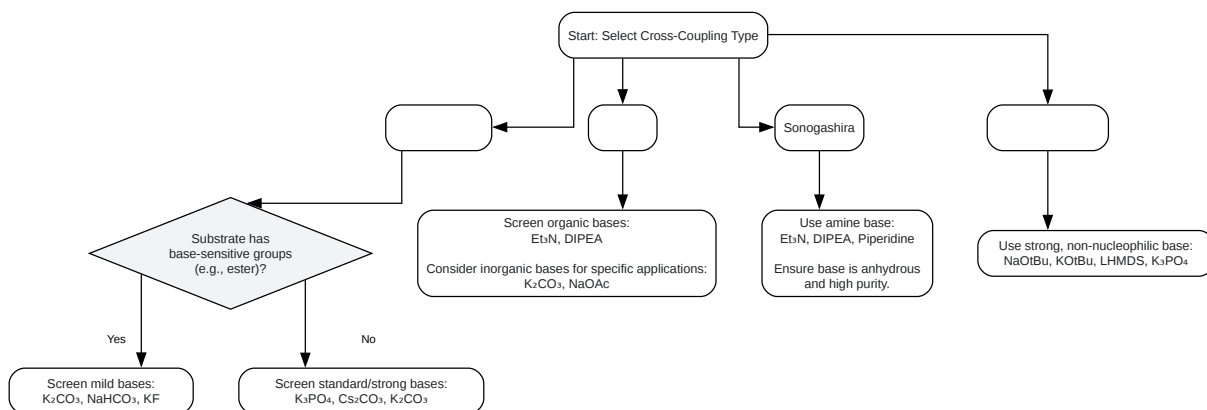 Start: Select Cross-Coupling Type
Sonogashira
Substrate has
base-sensitive groups
(e.g., ester)?
Screen organic bases:
Et₃N, DIPEA
Consider inorganic bases for specific applications:
K₂CO₃, NaOAc
Use amine base:
Et₃N, DIPEA, Piperidine
Ensure base is anhydrous
and high purity.
Use strong, non-nucleophilic base:
NaOtBu, KOtBu, LHMDS, K₃PO₄
Yes
No
Screen mild bases:
K₂CO₃, NaHCO₃, KF
Screen standard/strong bases:
K₃PO₄, Cs₂CO₃, K₂CO₃